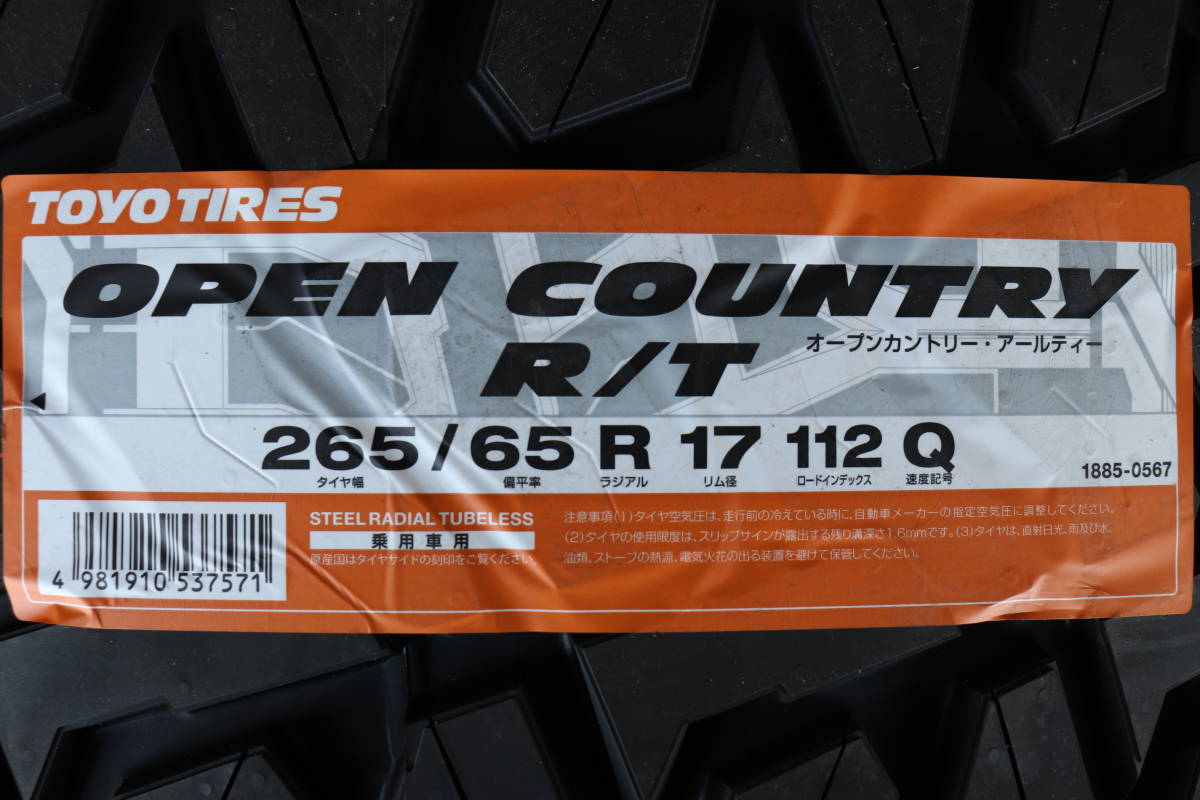 TOYO TIRES
OPEN COUNTRY
R/T
オープンカントリー・アールティー
265/65 R 17 112 Q
タイヤ幅 偏平率 ラジアル リム径 ロードインデックス 速度記号
1885-0567
STEEL RADIAL TUBELESS
乗用車用
原産国はタイヤサイドの刻印をご覧ください。
注意事項(1)タイヤ空気圧は、走行前の冷えている時に、自動車メーカーの指定空気圧に調整してください。
(2)タイヤの使用限度は、スリップサインが露出する残り溝深さ1.6mmです。(3)タイヤは、直射日光、雨及び水、
油類、ストーブの熱源、電気火花の出る装置を避けて保管してください。
4 981910 537571